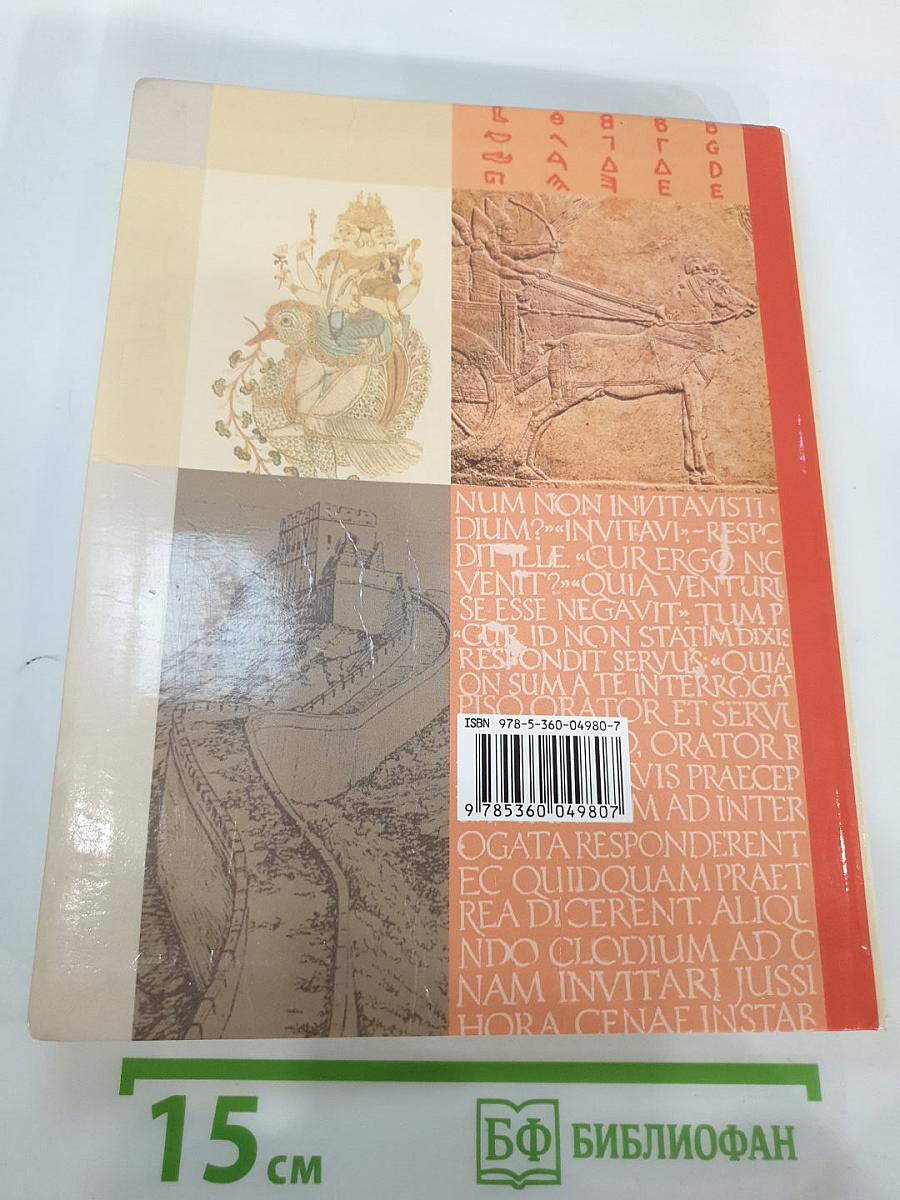 B G D E
NUM NON INVITAVISTI
DIUM?»«INVITAVI», –RESPO
DIT ILLE. «CUR ERGO NO
VENIT?»«QUIA VENTURU
SE ESSE NEGAVIT». TUM P
«CUR ID NON STATIM DIXIS
RESPONDIT SERVUS: «QUIA
ON SUM A TE INTERROGAT
PISO ORATOR ET SERVU
ISBN 978-5-360-04980-7
O, ORATOR R
VIS PRAECEP
9 785360 049807
M AD INTER
OGATA RESPONDERENT
EC QUIDQUAM PRAET
REA DICERENT. ALIQU
NDO CLODIUM AD C
NAM INVITARI JUSSI
HORA CENAE INSTAB
15 СМ
БФ БИБЛИОФАН